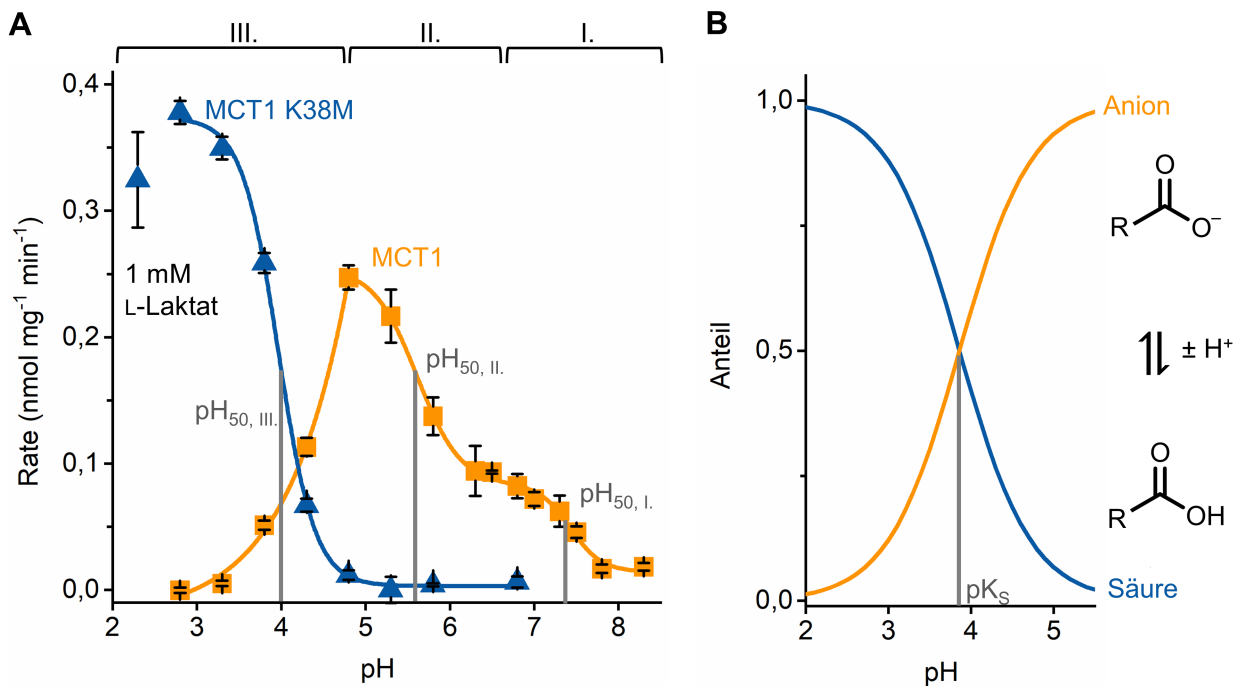 A
III.
II.
I.
0,4
0,3
0,2
0,1
0,0
Rate (nmol mg⁻¹ min⁻¹)
MCT1 K38M
MCT1
1 mM
L-Laktat
pH50, III.
pH50, II.
pH50, I.
2 3 4 5 6 7 8
pH
B
1,0
0,5
0,0
Anteil
Anion
O
R
O⁻
± H⁺
O
R
OH
Säure
pKS
2 3 4 5
pH